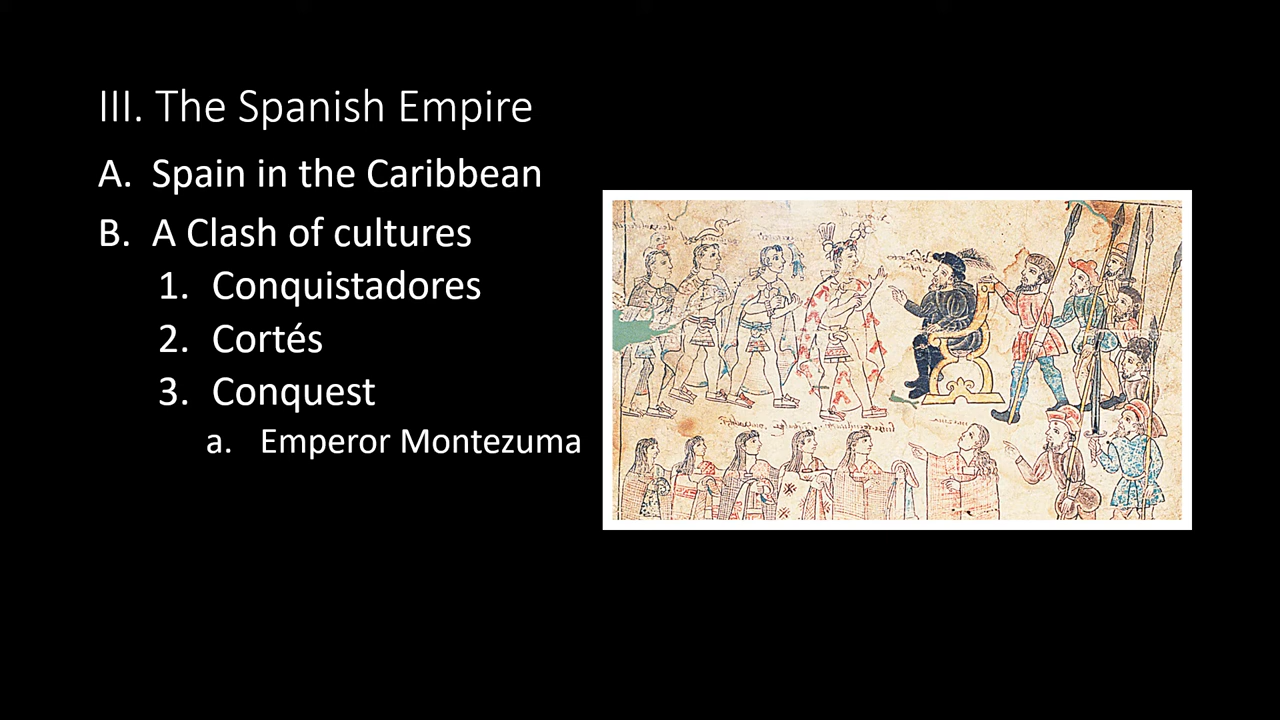 III. The Spanish Empire
A. Spain in the Caribbean
B. A Clash of cultures
1. Conquistadores
2. Cortés
3. Conquest
a. Emperor Montezuma